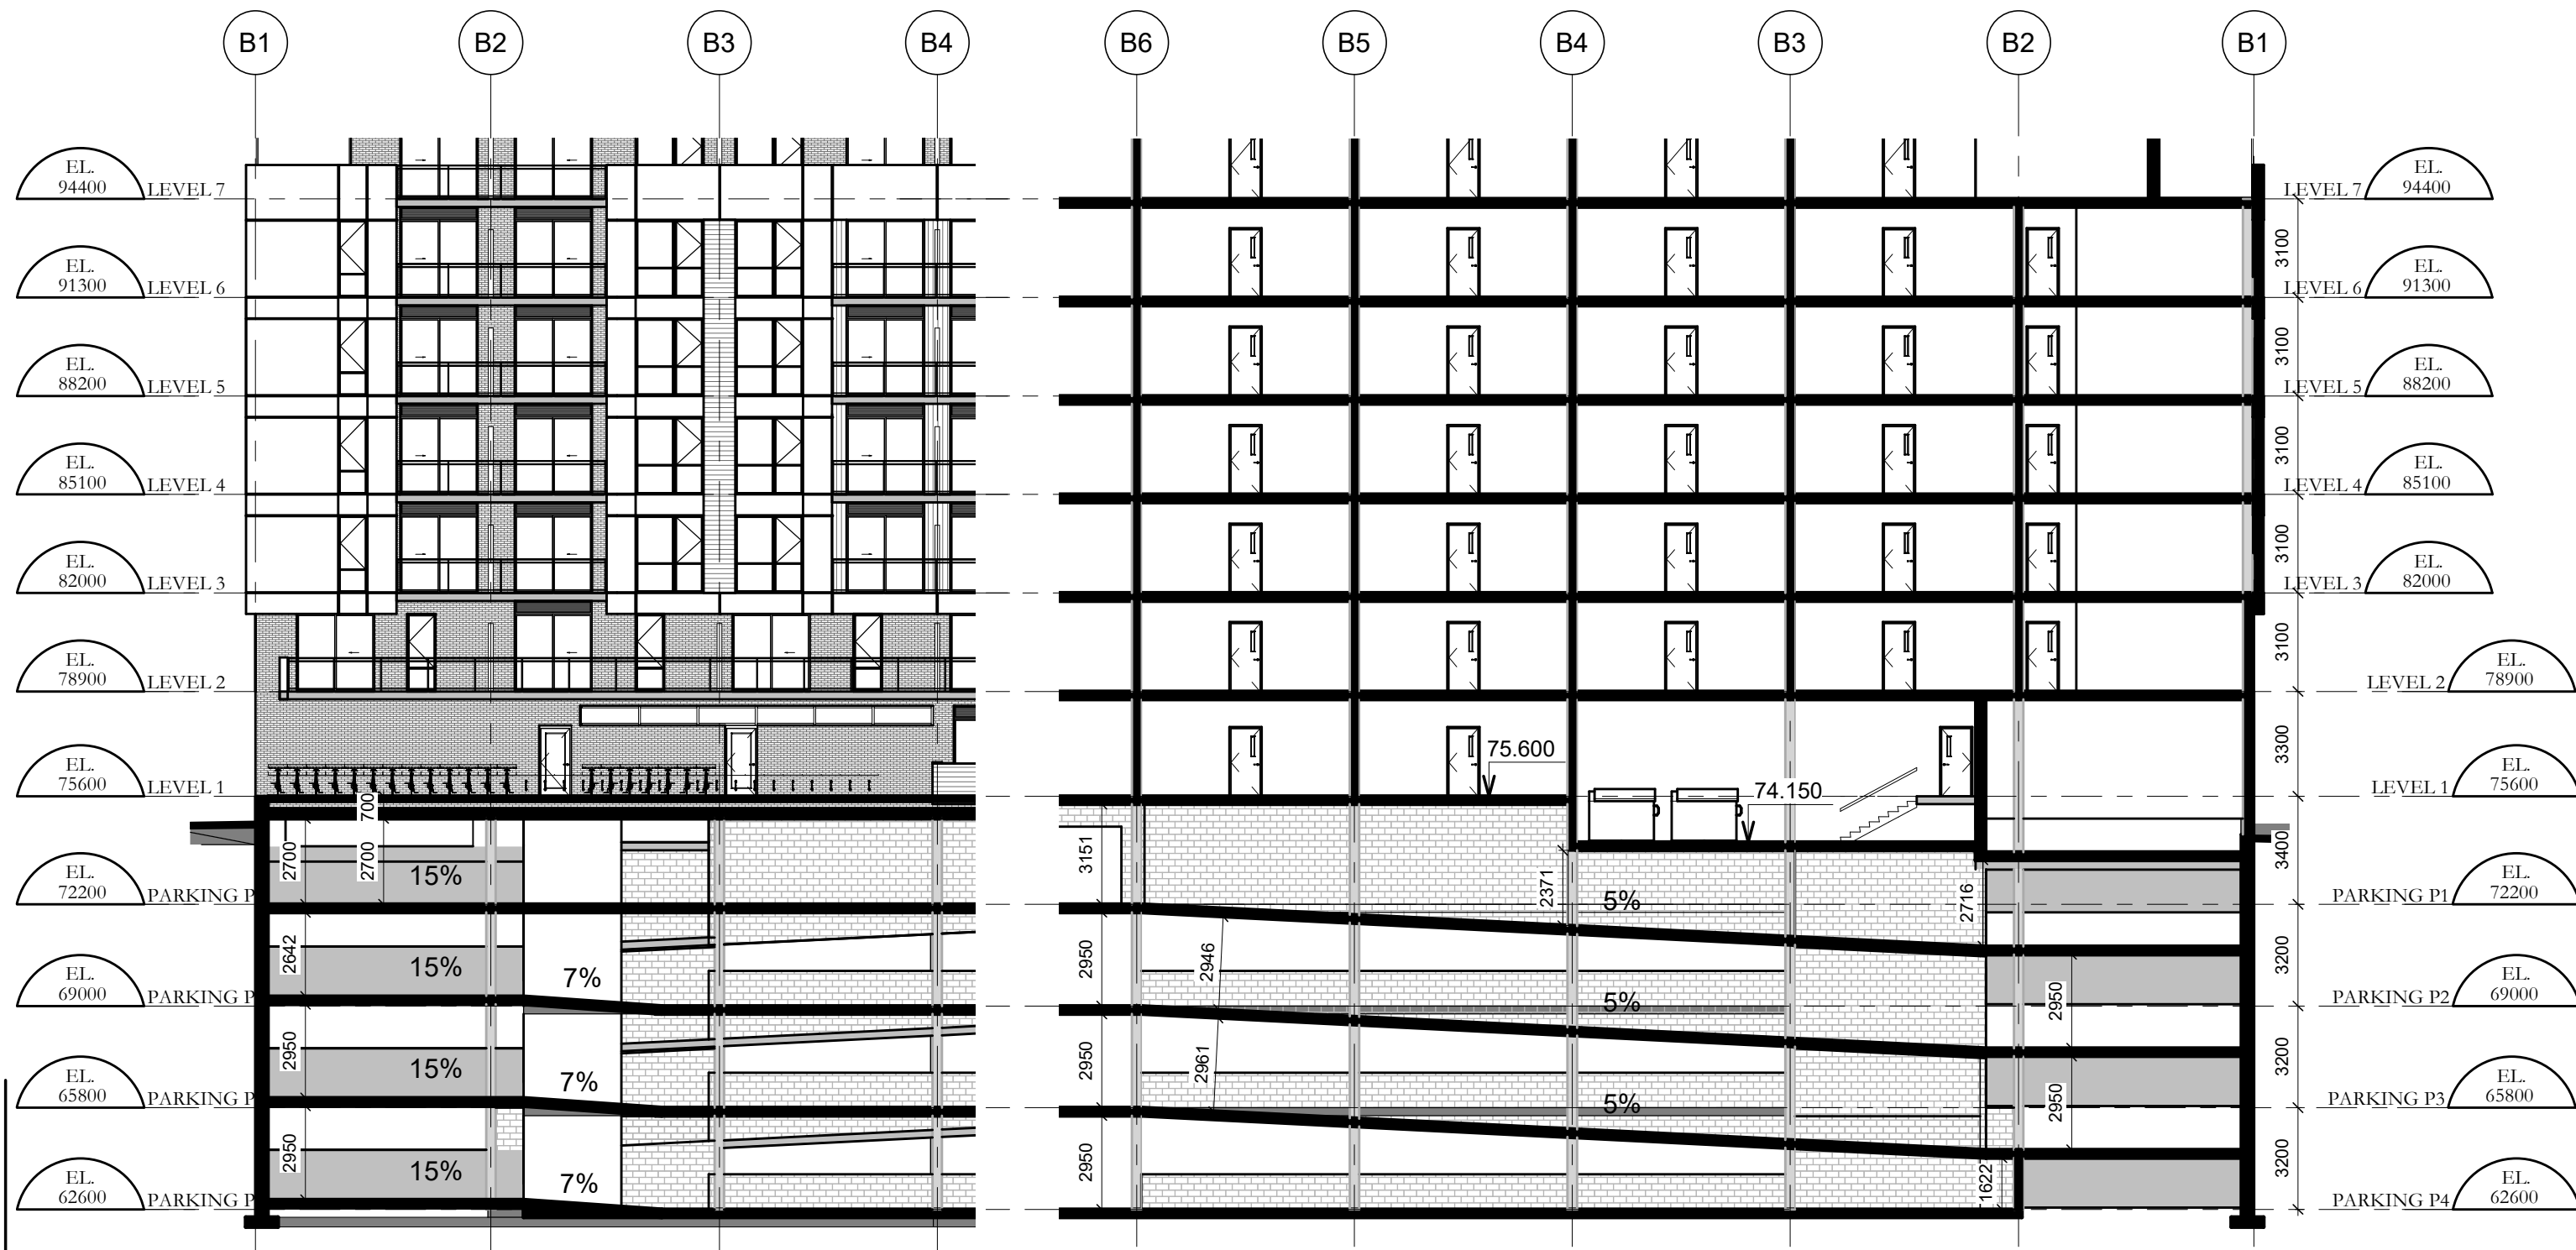 B1 B2 B3 B4 B6 B5 B4 B3 B2 B1
EL.
94400
LEVEL 7
LEVEL 7
EL.
94400
3100
EL.
91300
LEVEL 6
LEVEL 6
EL.
91300
3100
EL.
88200
LEVEL 5
LEVEL 5
EL.
88200
3100
EL.
85100
LEVEL 4
LEVEL 4
EL.
85100
3100
EL.
82000
LEVEL 3
LEVEL 3
EL.
82000
3100
EL.
78900
LEVEL 2
LEVEL 2
EL.
78900
3300
75.600
74.150
EL.
75600
LEVEL 1
LEVEL 1
EL.
75600
700
2700
2700
15%
3151
2371
5%
2716
3400
EL.
72200
PARKING P
PARKING P1
EL.
72200
2642
15%
7%
2950
2946
5%
2950
3200
EL.
69000
PARKING P
PARKING P2
EL.
69000
2950
15%
7%
2950
2961
5%
2950
3200
EL.
65800
PARKING P
PARKING P3
EL.
65800
2950
15%
7%
2950
1622
3200
EL.
62600
PARKING P
PARKING P4
EL.
62600